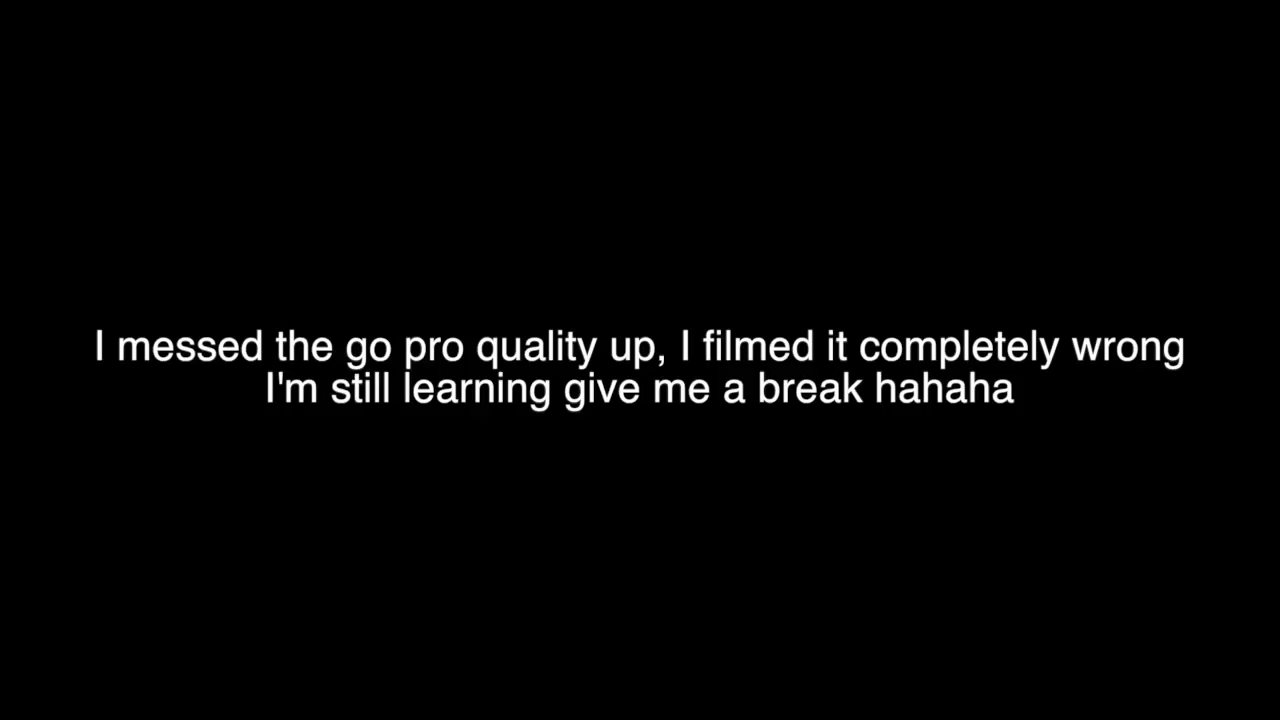 I messed the go pro quality up, I filmed it completely wrong
I'm still learning give me a break hahaha